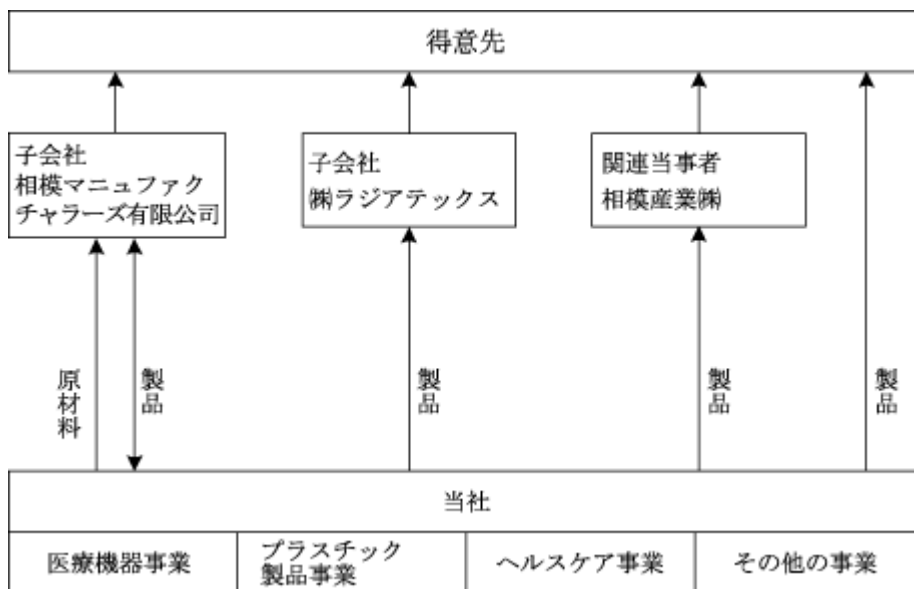 得意先
子会社
相模マニュファク
チャラーズ有限公司
子会社
㈱ラジアテックス
関連当事者
相模産業㈱
原材料
製品
製品
製品
製品
当社
医療機器事業
プラスチック
製品事業
ヘルスケア事業
その他の事業